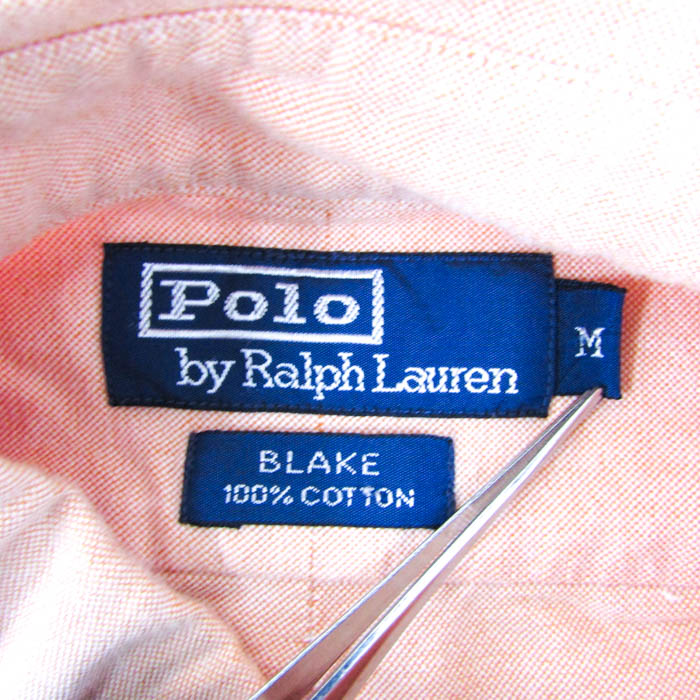 Polo
by Ralph Lauren
M
BLAKE
100% COTTON